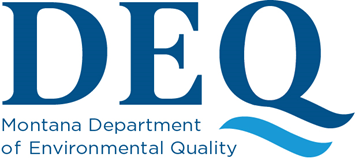 DEQ
Montana Department
of Environmental Quality